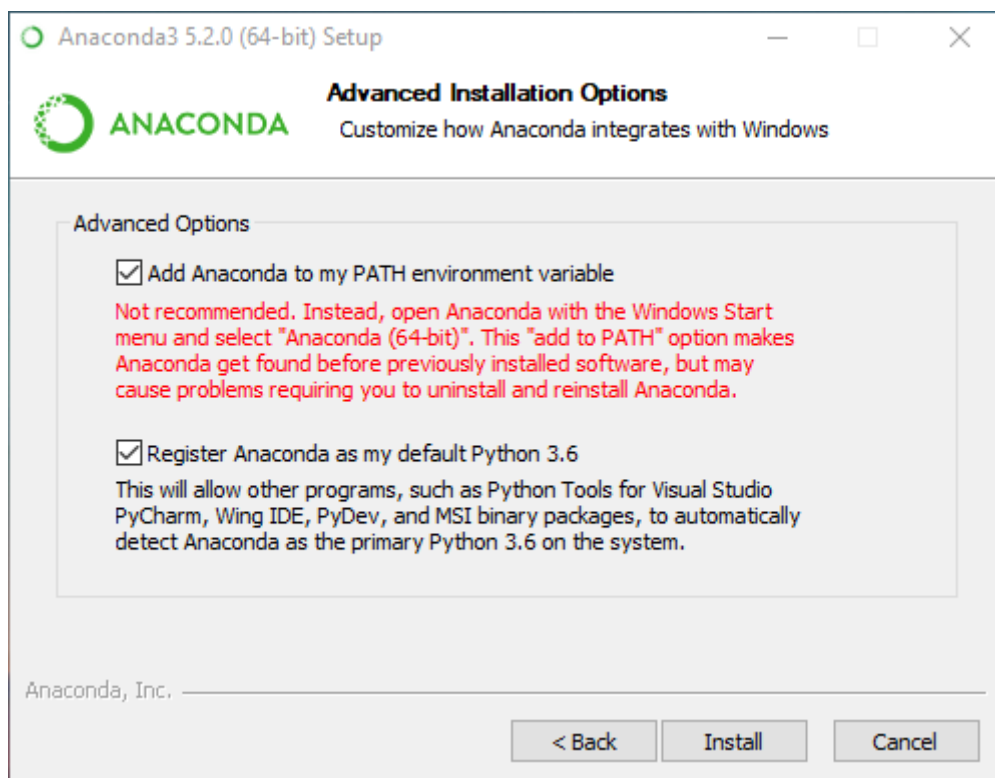 Anaconda3 5.2.0 (64-bit) Setup
ANACONDA
Advanced Installation Options
Customize how Anaconda integrates with Windows
Advanced Options
Add Anaconda to my PATH environment variable
Not recommended. Instead, open Anaconda with the Windows Start
menu and select "Anaconda (64-bit)". This "add to PATH" option makes
Anaconda get found before previously installed software, but may
cause problems requiring you to uninstall and reinstall Anaconda.
Register Anaconda as my default Python 3.6
This will allow other programs, such as Python Tools for Visual Studio
PyCharm, Wing IDE, PyDev, and MSI binary packages, to automatically
detect Anaconda as the primary Python 3.6 on the system.
Anaconda, Inc.
< Back
Install
Cancel